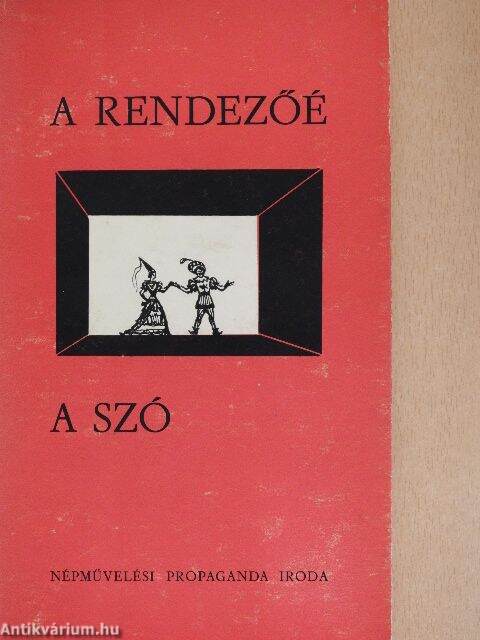 A RENDEZŐÉ
A SZÓ
NÉPMŰVELÉSI PROPAGANDA IRODA
Antikvárium.hu